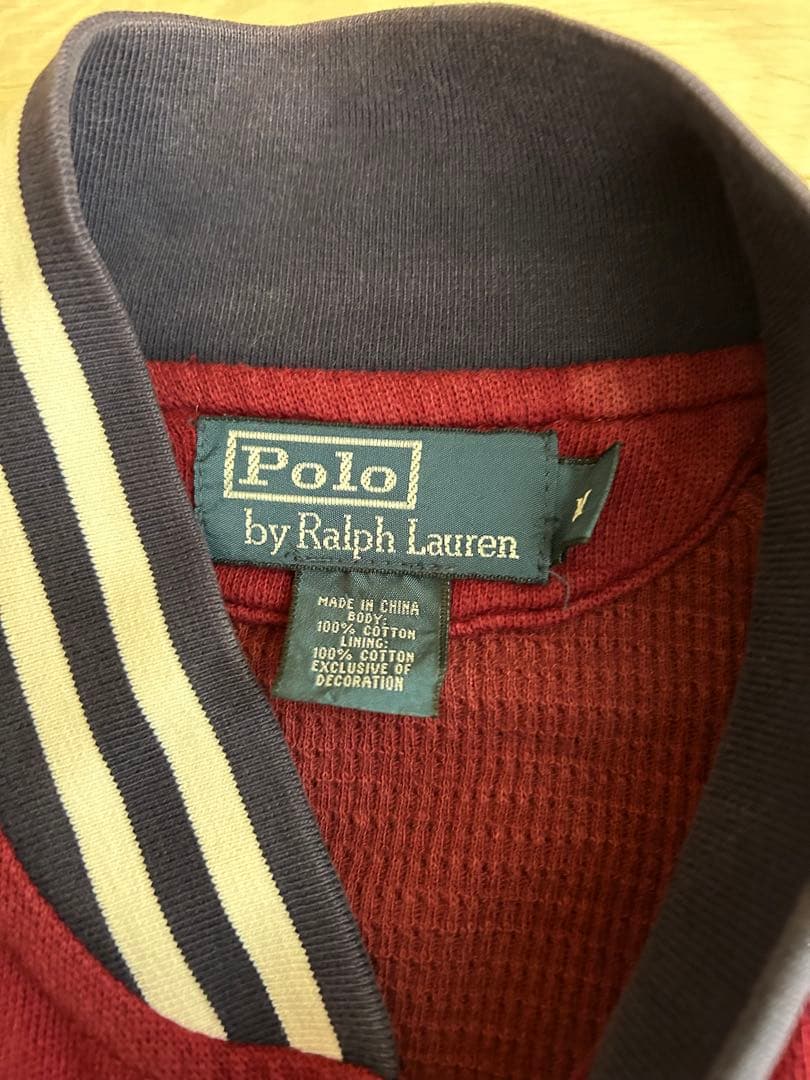 Polo
by Ralph Lauren
MADE IN CHINA
BODY:
100% COTTON
LINING:
100% COTTON
EXCLUSIVE OF
DECORATION